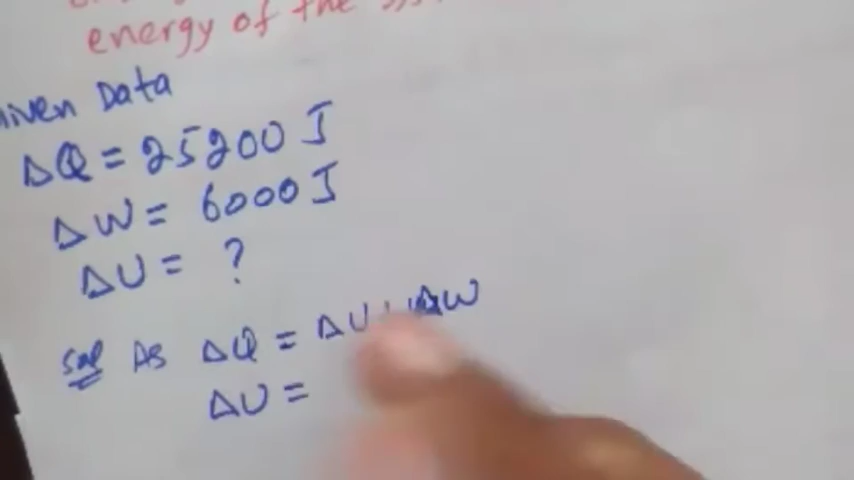 energy of the
Given Data
ΔQ = 25200 J
ΔW = 6000 J
ΔU = ?
Sol As ΔQ = ΔU + ΔW
ΔU =